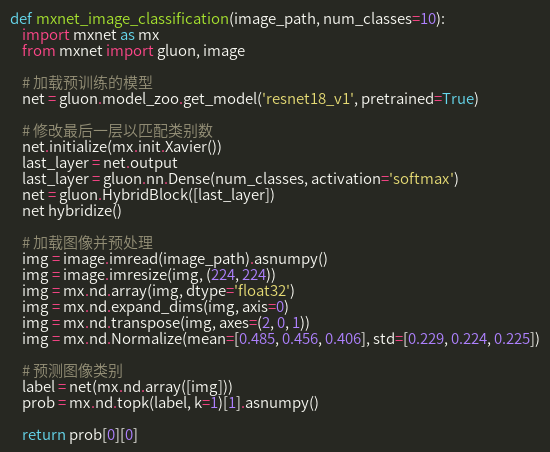 def mxnet_image_classification(image_path, num_classes=10):
import mxnet as mx
from mxnet import gluon, image
# 加载预训练的模型
net = gluon.model_zoo.get_model('resnet18_v1', pretrained=True)
# 修改最后一层以匹配类别数
net.initialize(mx.init.Xavier())
last_layer = net.output
last_layer = gluon.nn.Dense(num_classes, activation='softmax')
net = gluon.HybridBlock([last_layer])
net hybridize()
# 加载图像并预处理
img = image.imread(image_path).asnumpy()
img = image.imresize(img, (224, 224))
img = mx.nd.array(img, dtype='float32')
img = mx.nd.expand_dims(img, axis=0)
img = mx.nd.transpose(img, axes=(2, 0, 1))
img = mx.nd.Normalize(mean=[0.485, 0.456, 0.406], std=[0.229, 0.224, 0.225])
# 预测图像类别
label = net(mx.nd.array([img]))
prob = mx.nd.topk(label, k=1)[1].asnumpy()
return prob[0][0]